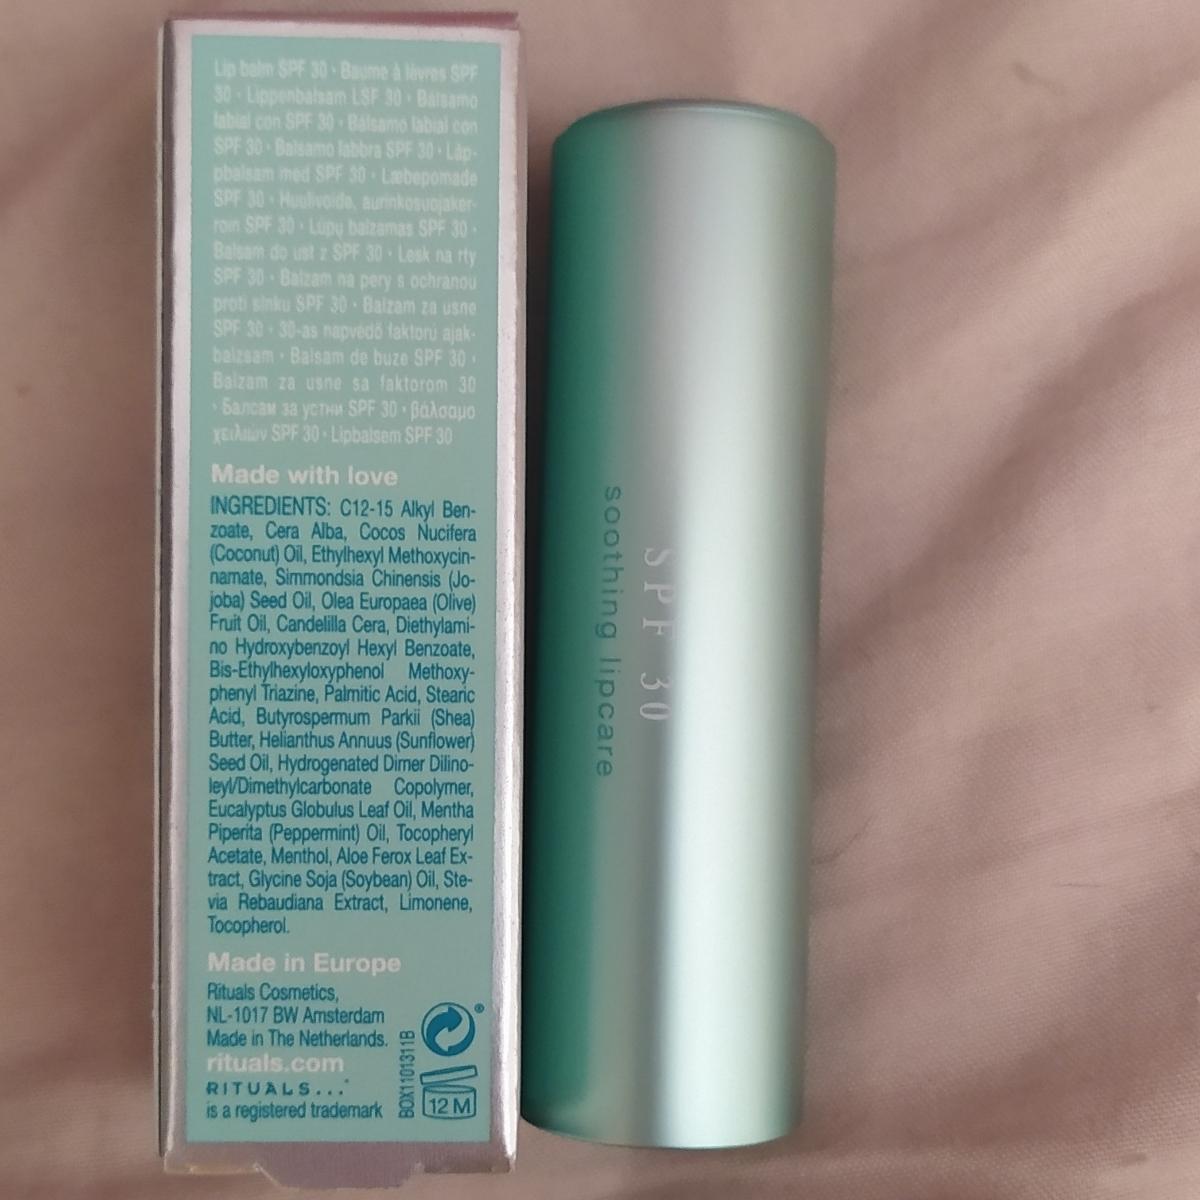 Lip balm SPF 30 · Baume à lèvres SPF
30 · Lippenbalsam LSF 30 · Bálsamo
labial con SPF 30 · Bálsamo labial con
SPF 30 · Balsamo labbra SPF 30 · Läp-
pbalsam med SPF 30 · Læbepomade
SPF 30 · Huulivoide, aurinkosuojaker-
roin SPF 30 · Lūpų balzamas SPF 30 ·
Balsam do ust z SPF 30 · Lesk na rty
SPF 30 · Balzam na pery s ochranou
proti slnku SPF 30 · Balzam za usne
SPF 30 · 30-as napvédő faktorú ajak-
balzsam · Balsam de buze SPF 30 ·
Balzam za usne sa faktorom 30
· Балсам за устни SPF 30 · βάλσαμο
χειλιών SPF 30 · Lipbalsem SPF 30
Made with love
INGREDIENTS: C12-15 Alkyl Ben-
zoate, Cera Alba, Cocos Nucifera
(Coconut) Oil, Ethylhexyl Methoxycin-
namate, Simmondsia Chinensis (Jo-
joba) Seed Oil, Olea Europaea (Olive)
Fruit Oil, Candelilla Cera, Diethylami-
no Hydroxybenzoyl Hexyl Benzoate,
Bis-Ethylhexyloxyphenol Methoxy-
phenyl Triazine, Palmitic Acid, Stearic
Acid, Butyrospermum Parkii (Shea)
Butter, Helianthus Annuus (Sunflower)
Seed Oil, Hydrogenated Dimer Dilino-
leyl/Dimethylcarbonate Copolymer,
Eucalyptus Globulus Leaf Oil, Mentha
Piperita (Peppermint) Oil, Tocopheryl
Acetate, Menthol, Aloe Ferox Leaf Ex-
tract, Glycine Soja (Soybean) Oil, Ste-
via Rebaudiana Extract, Limonene,
Tocopherol.
Made in Europe
Rituals Cosmetics,
NL-1017 BW Amsterdam
Made in The Netherlands.
rituals.com
RITUALS...
is a registered trademark
BOX1101311B
12 M
SPF 30
soothing lipcare